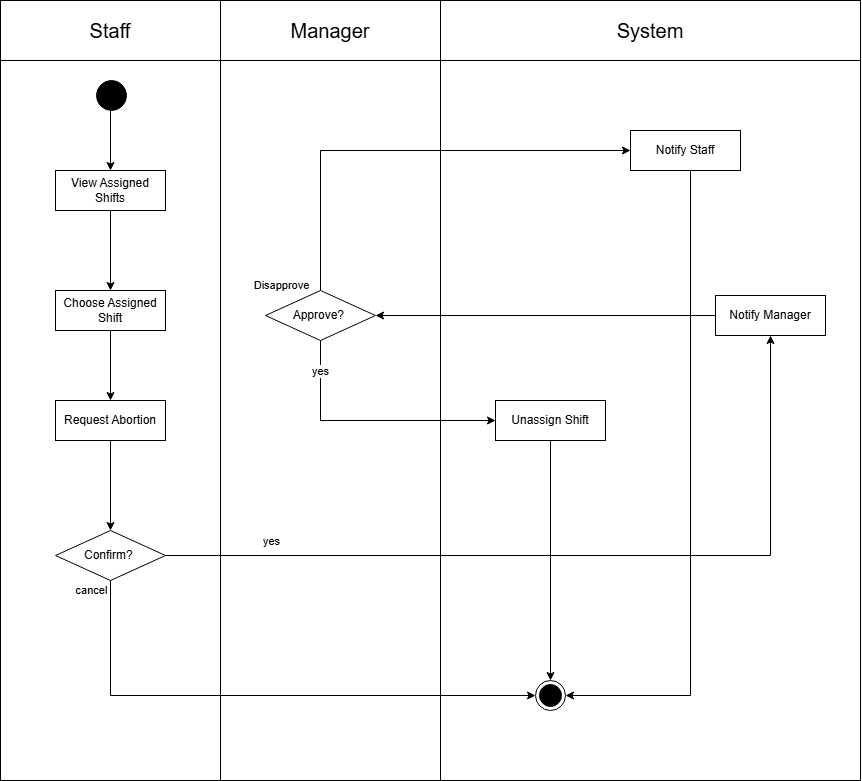 Staff
Manager
System
Notify Staff
View Assigned
Shifts
Disapprove
Choose Assigned
Shift
Approve?
Notify Manager
yes
Request Abortion
Unassign Shift
yes
Confirm?
cancel